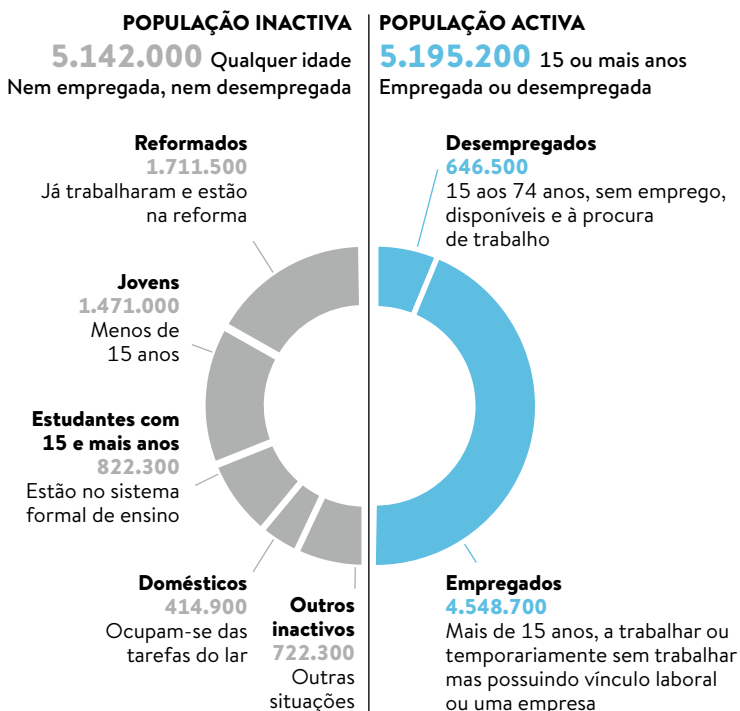 POPULAÇÃO INACTIVA
5.142.000 Qualquer idade
Nem empregada, nem desempregada
POPULAÇÃO ACTIVA
5.195.200 15 ou mais anos
Empregada ou desempregada
Reformados
1.711.500
Já trabalharam e estão
na reforma
Jovens
1.471.000
Menos de
15 anos
Estudantes com
15 e mais anos
822.300
Estão no sistema
formal de ensino
Domésticos
414.900
Ocupam-se das
tarefas do lar
Outros
inactivos
722.300
Outras
situações
Desempregados
646.500
15 aos 74 anos, sem emprego,
disponíveis e à procura
de trabalho
Empregados
4.548.700
Mais de 15 anos, a trabalhar ou
temporariamente sem trabalhar
mas possuindo vínculo laboral
ou uma empresa